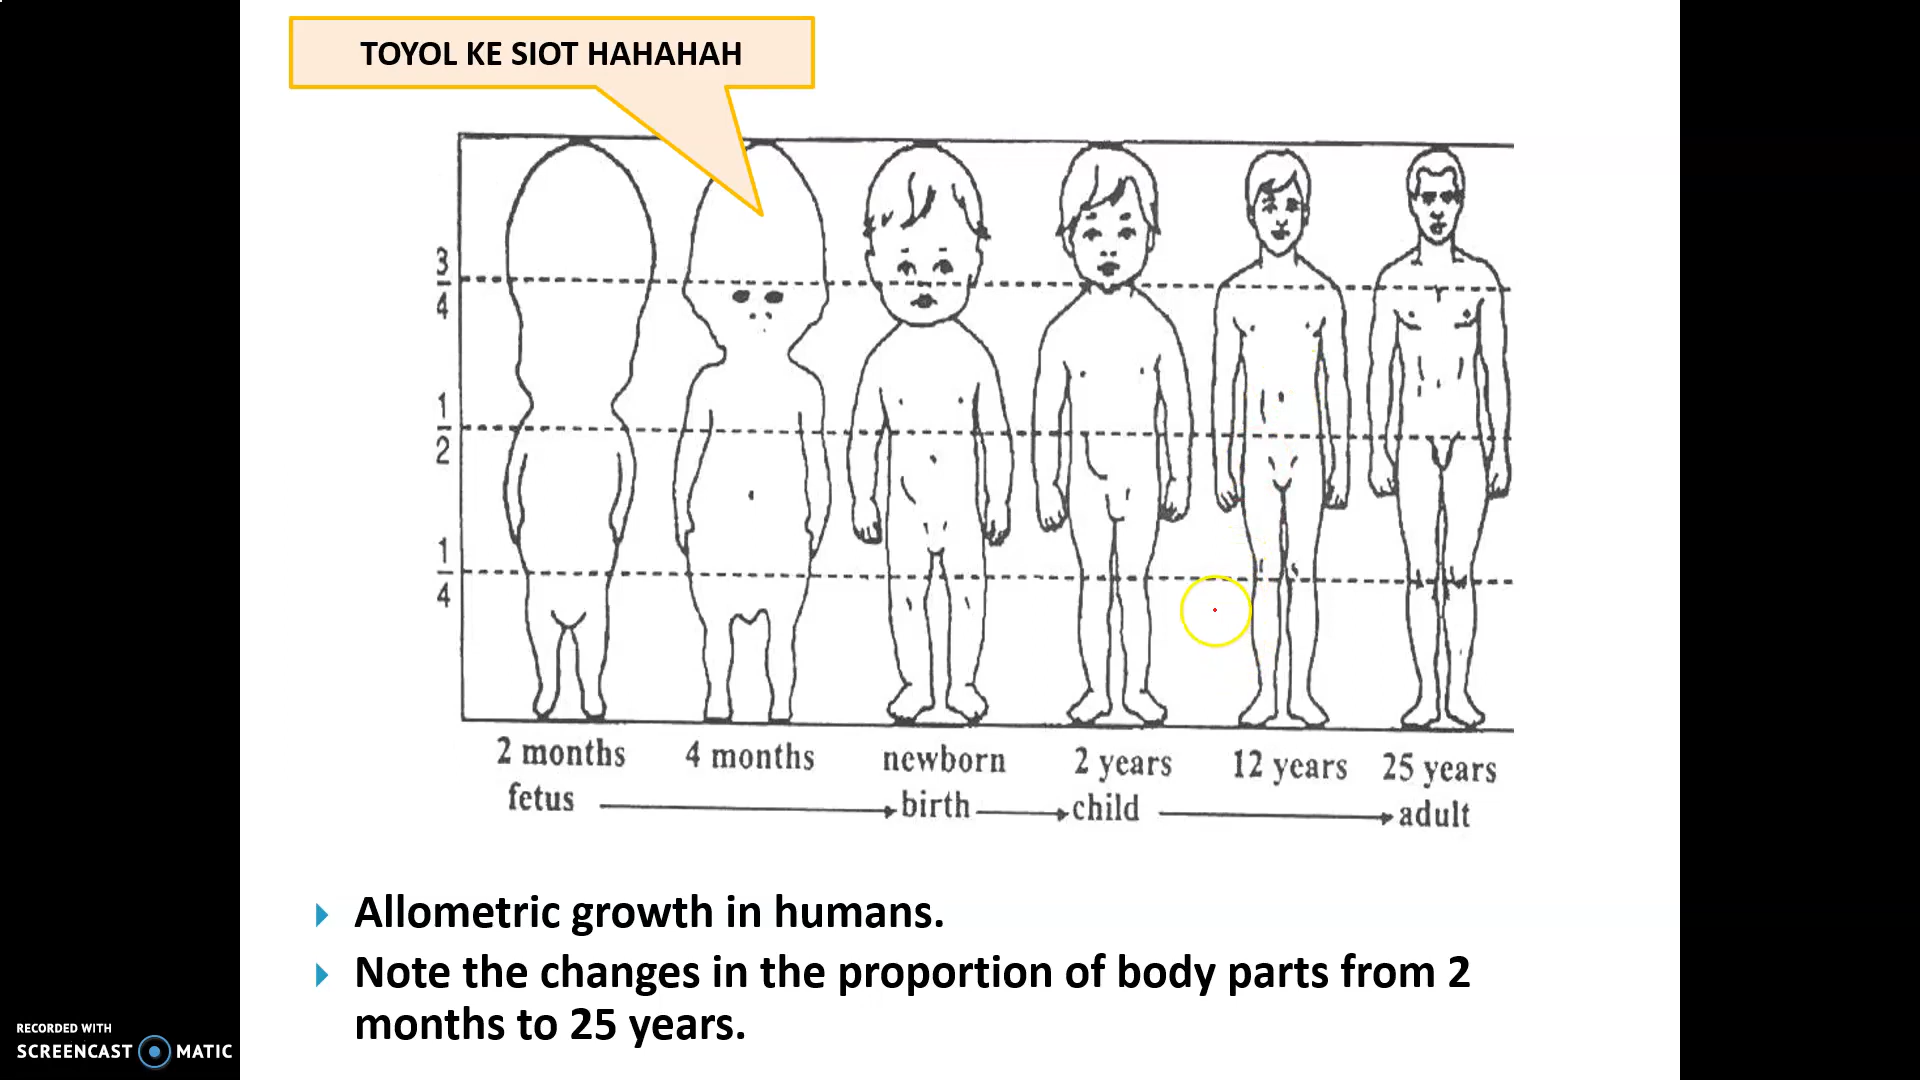 TOYOL KE SIOT HAHAHAH
3
4
1
2
1
4
2 months
4 months
newborn
2 years
12 years
25 years
fetus
birth
child
adult
Allometric growth in humans.
Note the changes in the proportion of body parts from 2
months to 25 years.
RECORDED WITH
SCREENCAST MATIC